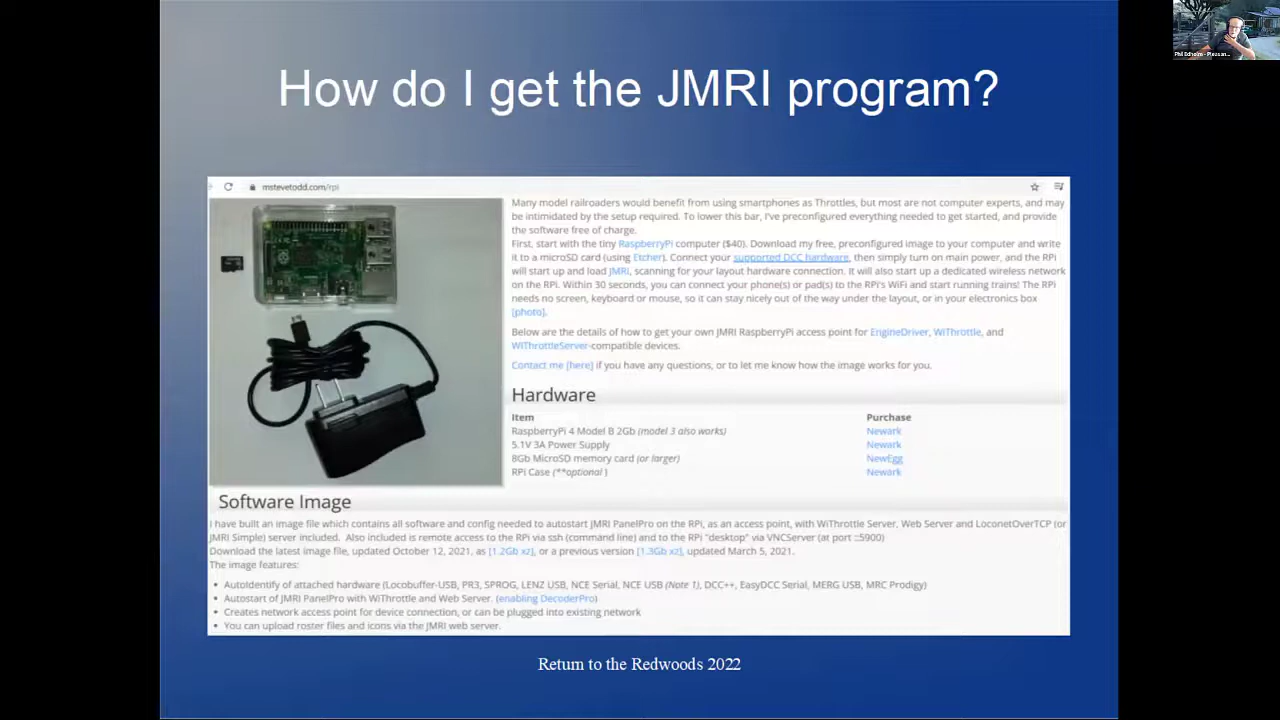 How do I get the JMRI program?
mstevetodd.com/rpi
Many model railroaders would benefit from using smartphones as Throttles, but most are not computer experts, and may
be intimidated by the setup required. To lower this bar, I've preconfigured everything needed to get started, and provide
the software free of charge.
First, start with the tiny RaspberryPi computer ($40). Download my free, preconfigured image to your computer and write
it to a microSD card (using Etcher). Connect your supported DCC hardware, then simply turn on main power, and the RPi
will start up and load JMRI, scanning for your layout hardware connection. It will also start up a dedicated wireless network
on the RPi. Within 30 seconds, you can connect your phone(s) or pad(s) to the RPi's WiFi and start running trains! The RPi
needs no screen, keyboard or mouse, so it can stay nicely out of the way under the layout, or in your electronics box
[photo].
Below are the details of how to get your own JMRI RaspberryPi access point for EngineDriver, WiThrottle, and
WiThrottleServer-compatible devices.
Contact me [here] if you have any questions, or to let me know how the image works for you.
Hardware
Item Purchase
RaspberryPi 4 Model B 2Gb (model 3 also works) Newark
5.1V 3A Power Supply Newark
8Gb MicroSD memory card (or larger) NewEgg
RPi Case (**optional ) Newark
Software Image
I have built an image file which contains all software and config needed to autostart JMRI PanelPro on the RPi, as an access point, with WiThrottle Server, Web Server and LoconetOverTCP (or
JMRI Simple) server included. Also included is remote access to the RPi via ssh (command line) and to the RPi "desktop" via VNCServer (at port ::5900)
Download the latest image file, updated October 12, 2021, as [1.2Gb xz], or a previous version [1.3Gb xz], updated March 5, 2021.
The image features:
• AutoIdentify of attached hardware (Locobuffer-USB, PR3, SPROG, LENZ USB, NCE Serial, NCE USB (Note 1), DCC++, EasyDCC Serial, MERG USB, MRC Prodigy)
• Autostart of JMRI PanelPro with WiThrottle and Web Server. (enabling DecoderPro)
• Creates network access point for device connection, or can be plugged into existing network
• You can upload roster files and icons via the JMRI web server.
Return to the Redwoods 2022